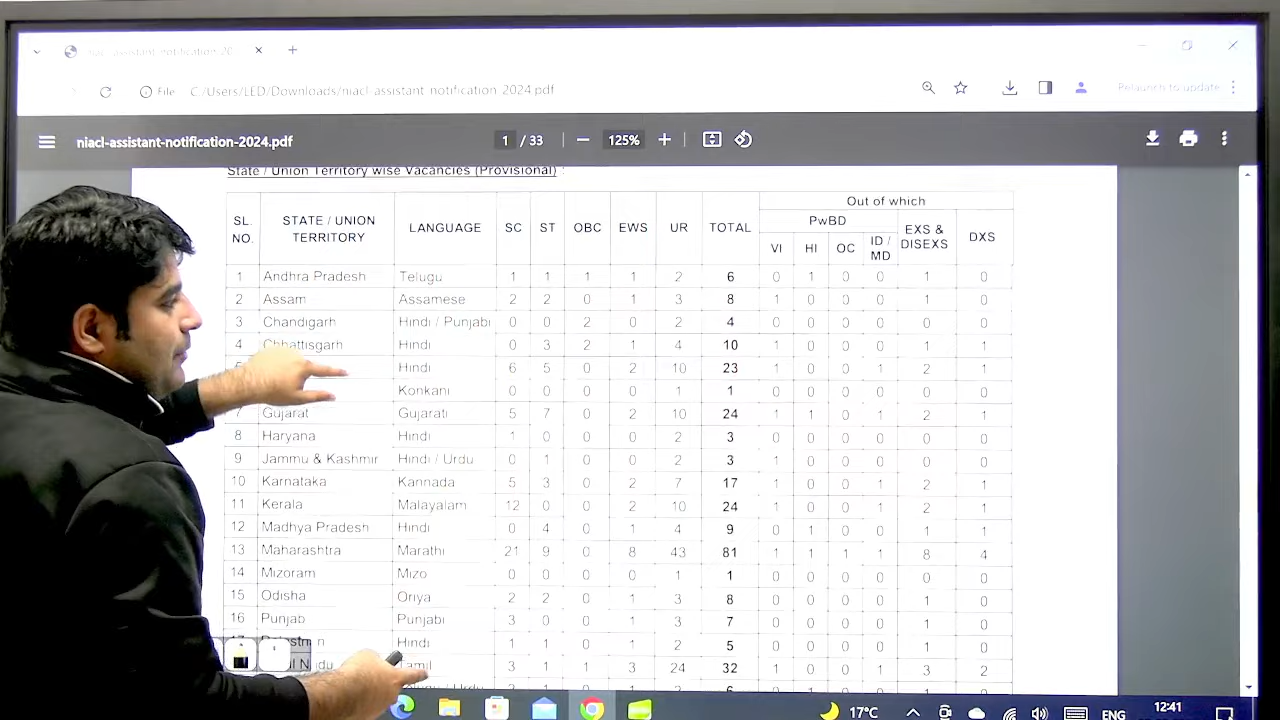 niacl-assistant-notification-20
File C:/Users/LED/Downloads/niacl-assistant-notification-2024.pdf Relaunch to update
niacl-assistant-notification-2024.pdf 1 / 33 125%
State / Union Territory wise Vacancies (Provisional) :
SL NO. STATE / UNION TERRITORY LANGUAGE SC ST OBC EWS UR TOTAL Out of which
PwBD EXS & DISEXS DXS
VI HI OC ID / MD
1 Andhra Pradesh Telugu 1 1 1 1 2 6 0 1 0 0 1 0
2 Assam Assamese 2 2 0 1 3 8 1 0 0 0 1 0
3 Chandigarh Hindi / Punjabi 0 0 2 0 2 4 0 0 0 0 0 0
4 Chhattisgarh Hindi 0 3 2 1 4 10 1 0 0 0 1 1
5 Hindi 6 5 0 2 10 23 1 0 0 1 2 1
Konkani 0 0 0 0 1 1 0 0 0 0 0 0
7 Gujarat Gujarati 5 7 0 2 10 24 1 1 0 1 2 1
8 Haryana Hindi 1 0 0 0 2 3 0 0 0 0 0 0
9 Jammu & Kashmir Hindi / Urdu 0 1 0 0 2 3 1 0 0 0 0 0
10 Karnataka Kannada 5 3 0 2 7 17 1 0 0 1 2 1
11 Kerala Malayalam 12 0 0 2 10 24 1 0 0 1 2 1
12 Madhya Pradesh Hindi 0 4 0 1 4 9 0 1 0 0 1 1
13 Maharashtra Marathi 21 9 0 8 43 81 1 1 1 1 8 4
14 Mizoram Mizo 0 0 0 0 1 1 0 0 0 0 0 0
15 Odisha Oriya 2 2 0 1 3 8 0 0 0 0 1 0
16 Punjab Punjabi 3 0 0 1 3 7 0 0 0 0 1 0
Hindi 1 1 0 1 2 5 0 0 0 0 1 0
Tamil 3 1 1 3 24 32 1 0 0 1 3 2
17°C ENG 12:41